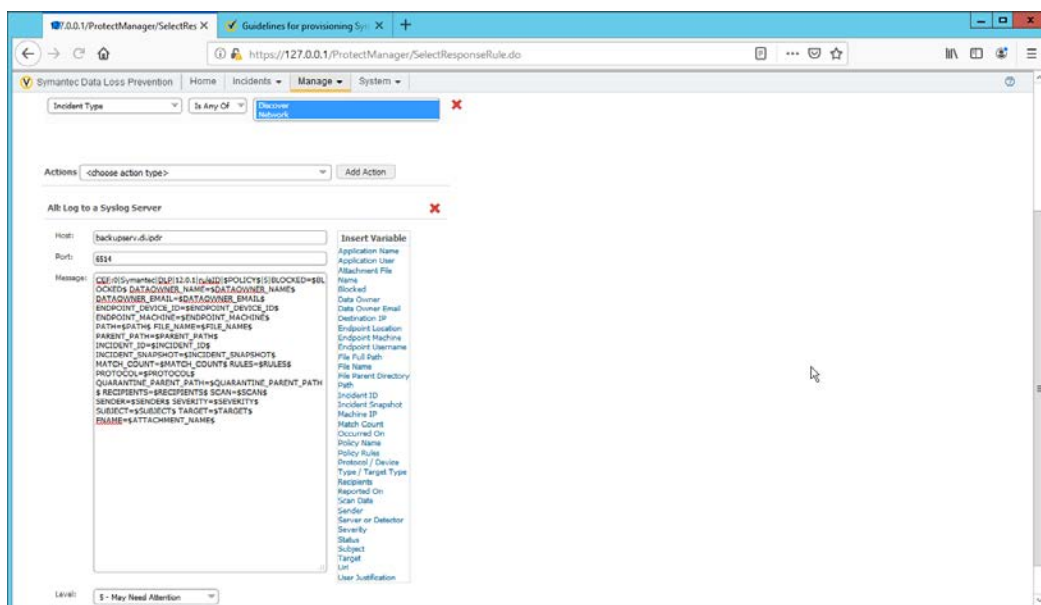 127.0.0.1/ProtectManager/SelectRes X
Guidelines for provisioning Sy X
https://127.0.0.1/ProtectManager/SelectResponseRule.do
Symantec Data Loss Prevention Home Incidents Manage System
Incident Type Is Any Of Discover
Network
Actions <choose action type> Add Action
All: Log to a Syslog Server
Host: backupserv.di.ipdr
Port: 6514
Message: CEF:0|Symantec|DLP|12.0.1|ruleID|$POLICY$|5|BLOCKED=$BL
OCKED$ DATAOWNER_NAME=$DATAOWNER_NAME$
DATAOWNER_EMAIL=$DATAOWNER_EMAIL$
ENDPOINT_DEVICE_ID=$ENDPOINT_DEVICE_ID$
ENDPOINT_MACHINE=$ENDPOINT_MACHINE$
PATH=$PATH$ FILE_NAME=$FILE_NAME$
PARENT_PATH=$PARENT_PATH$
INCIDENT_ID=$INCIDENT_ID$
INCIDENT_SNAPSHOT=$INCIDENT_SNAPSHOT$
MATCH_COUNT=$MATCH_COUNT$ RULES=$RULES$
PROTOCOL=$PROTOCOL$
QUARANTINE_PARENT_PATH=$QUARANTINE_PARENT_PATH
$ RECIPIENTS=$RECIPIENTS$ SCAN=$SCAN$
SENDER=$SENDER$ SEVERITY=$SEVERITY$
SUBJECT=$SUBJECT$ TARGET=$TARGET$
FNAME=$ATTACHMENT_NAME$
Insert Variable
Application Name
Application User
Attachment File
Name
Blocked
Data Owner
Data Owner Email
Destination IP
Endpoint Location
Endpoint Machine
Endpoint Username
File Full Path
File Name
File Parent Directory
Path
Incident ID
Incident Snapshot
Machine IP
Match Count
Occurred On
Policy Name
Policy Rules
Protocol / Device
Type / Target Type
Recipients
Reported On
Scan Date
Sender
Server or Detector
Severity
Status
Subject
Target
Url
User Justification
Level: 5 - May Need Attention